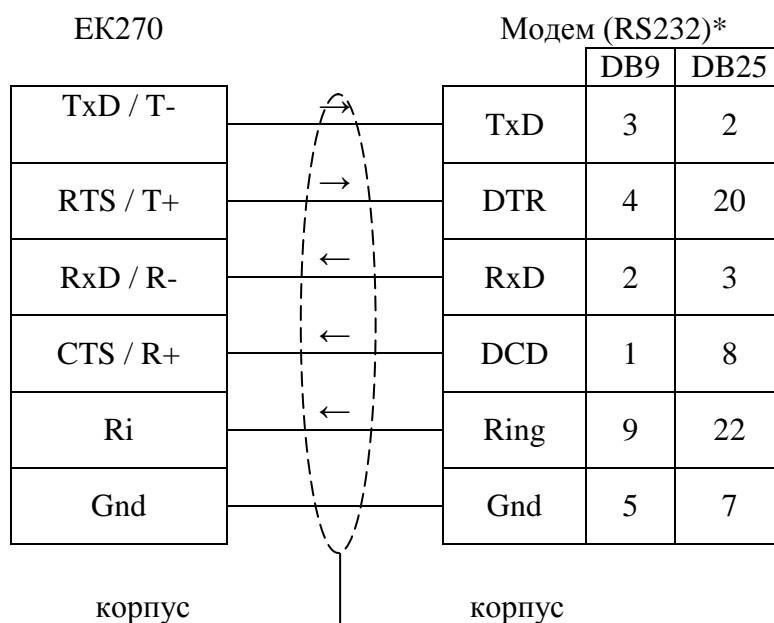 ЕК270 Модем (RS232)*
DB9 DB25
TxD / T- → TxD 3 2
RTS / T+ → DTR 4 20
RxD / R- ← RxD 2 3
CTS / R+ ← DCD 1 8
Ri ← Ring 9 22
Gnd Gnd 5 7
корпус корпус